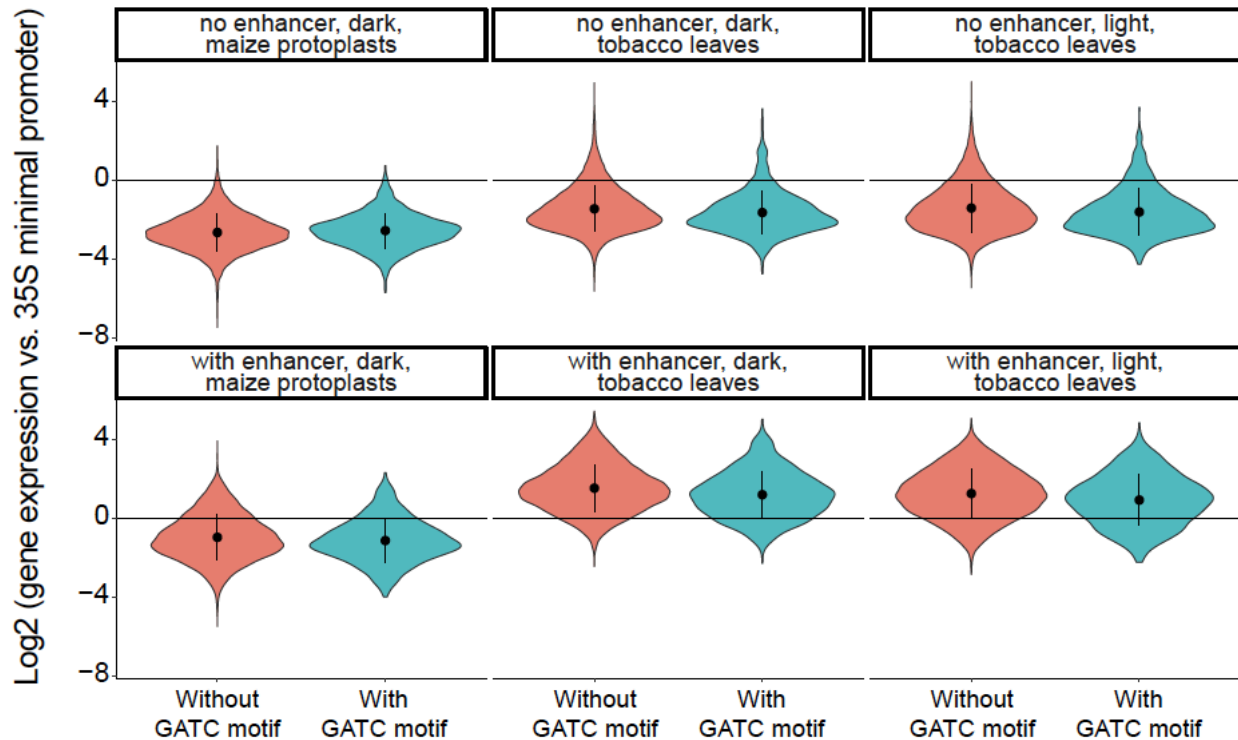 Log2 (gene expression vs. 35S minimal promoter)
no enhancer, dark,
maize protoplasts
no enhancer, dark,
tobacco leaves
no enhancer, light,
tobacco leaves
4
0
−4
−8
with enhancer, dark,
maize protoplasts
with enhancer, dark,
tobacco leaves
with enhancer, light,
tobacco leaves
4
0
−4
−8
Without
GATC motif
With
GATC motif
Without
GATC motif
With
GATC motif
Without
GATC motif
With
GATC motif